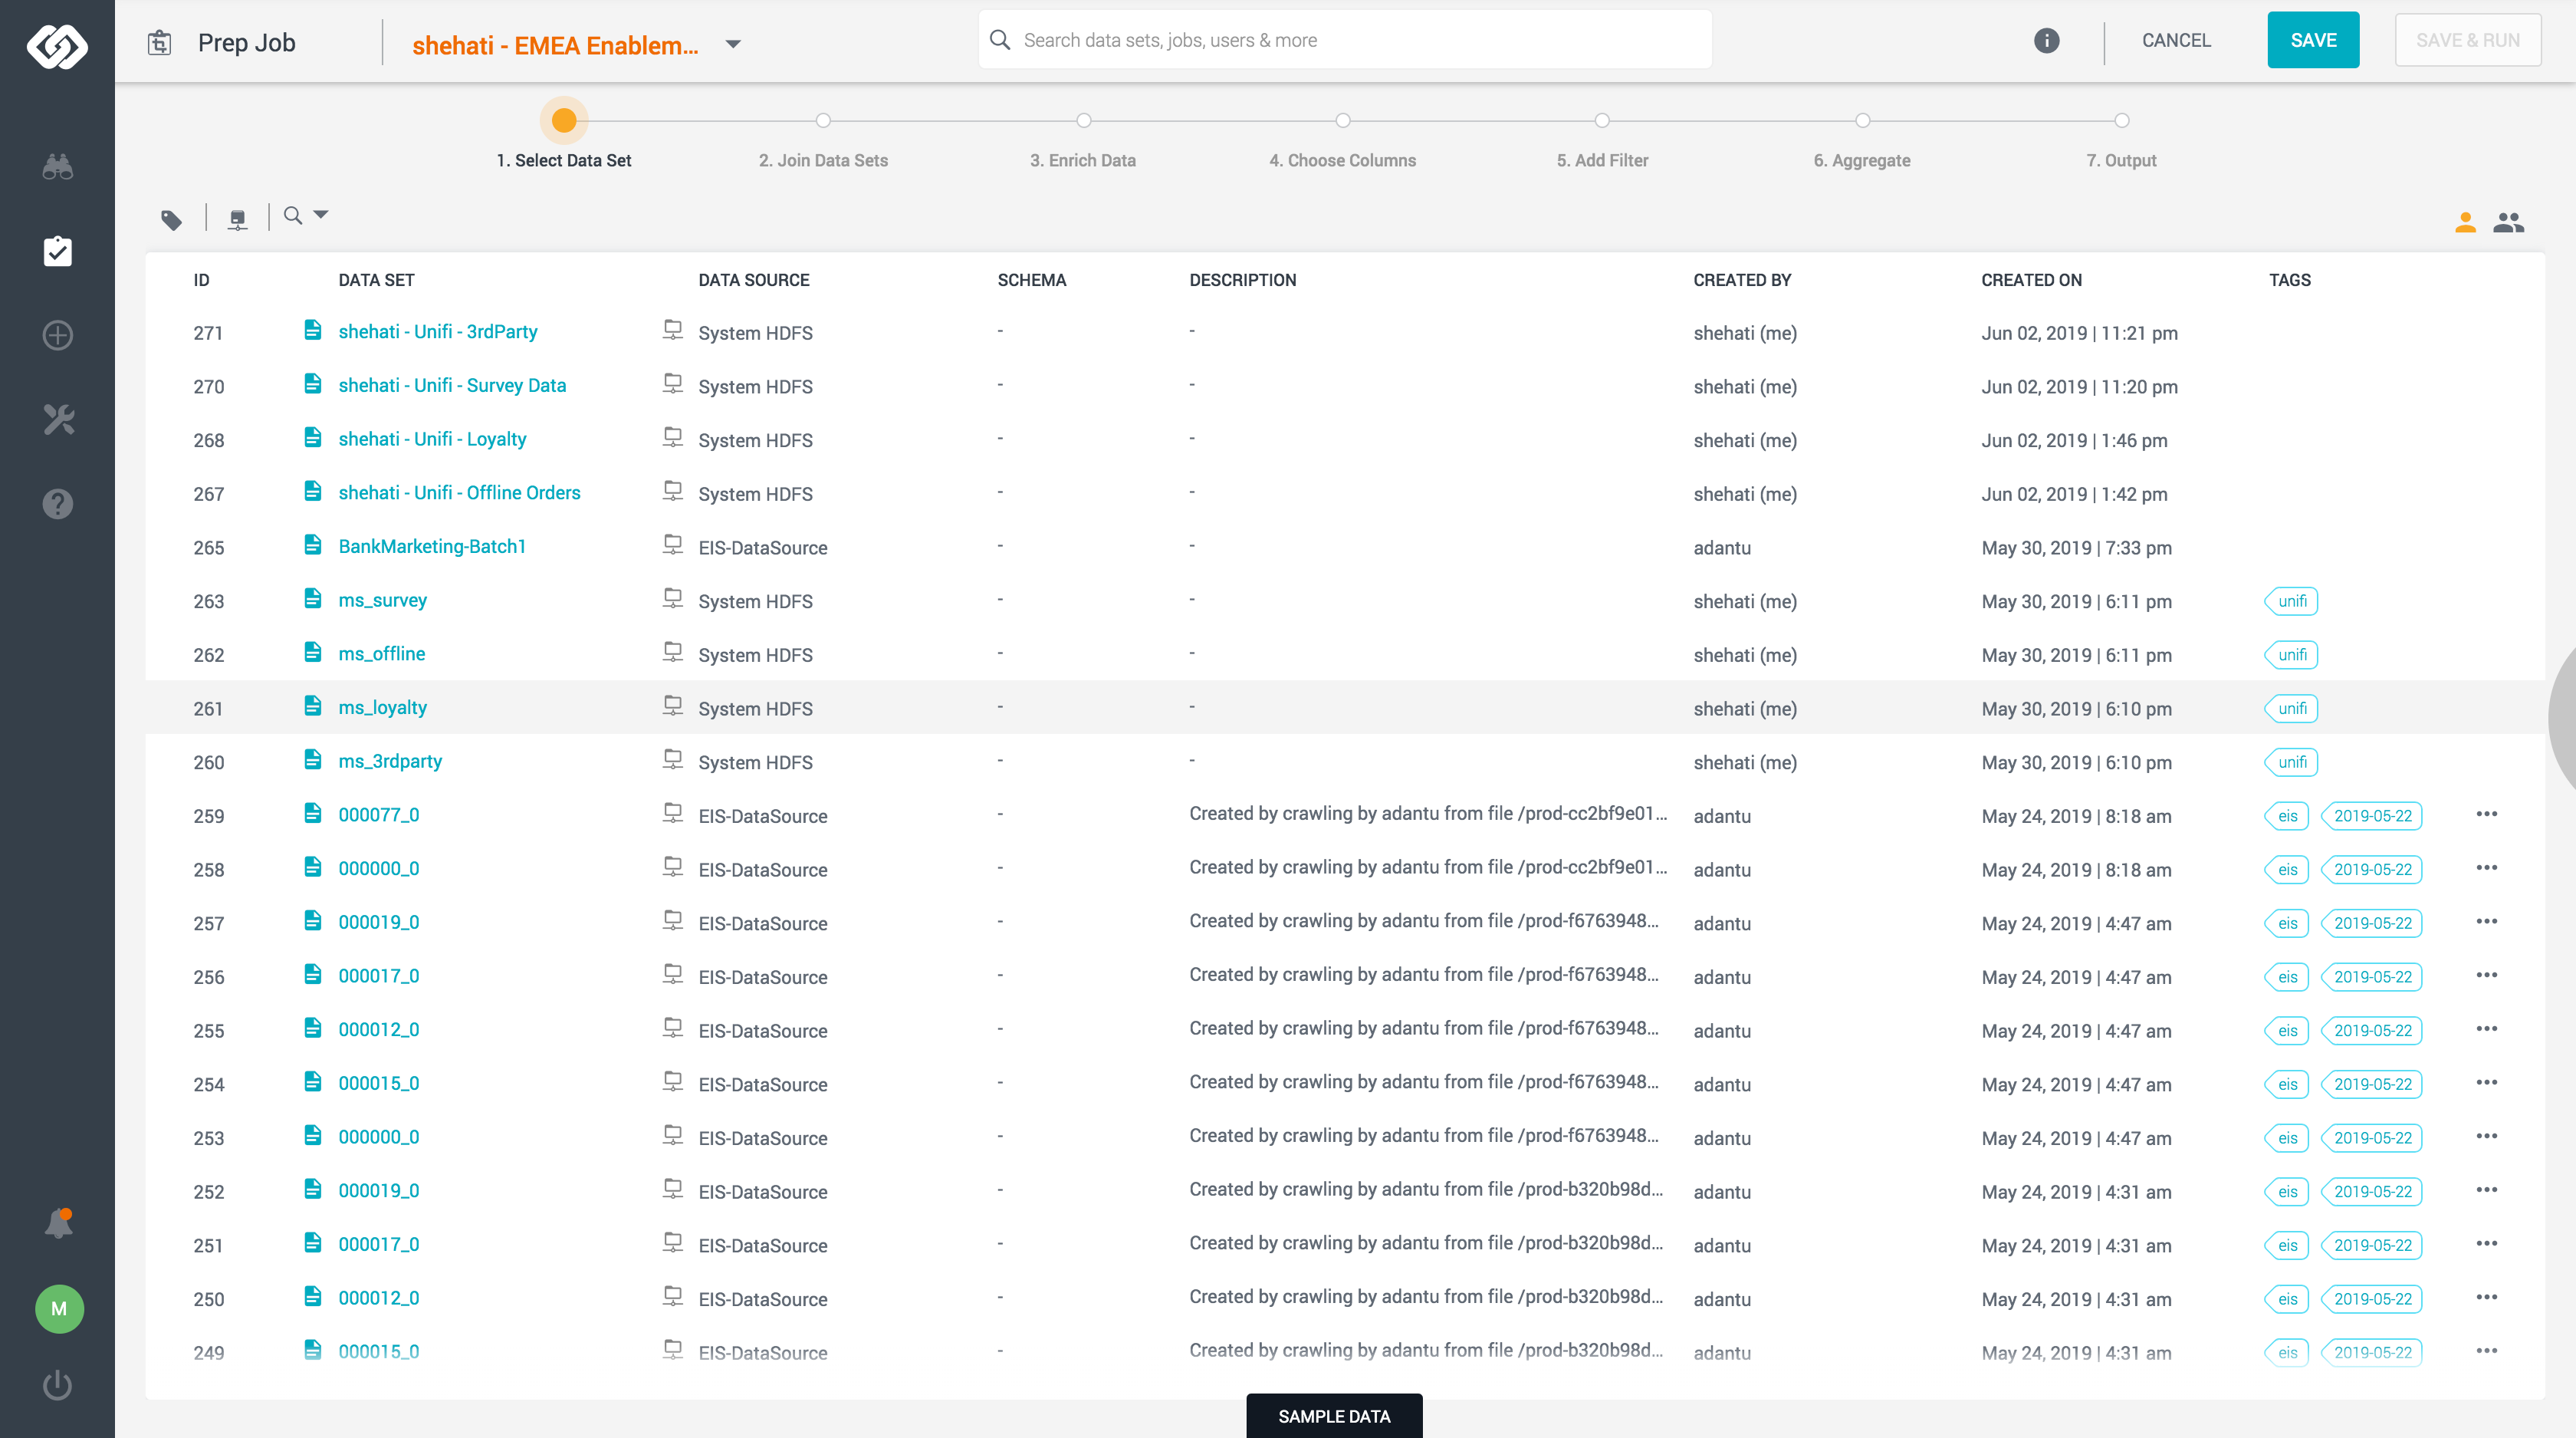 Prep Job
shehati - EMEA Enablem...
Search data sets, jobs, users & more
CANCEL
SAVE
SAVE & RUN
1. Select Data Set
2. Join Data Sets
3. Enrich Data
4. Choose Columns
5. Add Filter
6. Aggregate
7. Output
ID DATA SET DATA SOURCE SCHEMA DESCRIPTION CREATED BY CREATED ON TAGS
271 shehati - Unifi - 3rdParty System HDFS - - shehati (me) Jun 02, 2019 | 11:21 pm
270 shehati - Unifi - Survey Data System HDFS - - shehati (me) Jun 02, 2019 | 11:20 pm
268 shehati - Unifi - Loyalty System HDFS - - shehati (me) Jun 02, 2019 | 1:46 pm
267 shehati - Unifi - Offline Orders System HDFS - - shehati (me) Jun 02, 2019 | 1:42 pm
265 BankMarketing-Batch1 EIS-DataSource - - adantu May 30, 2019 | 7:33 pm
263 ms_survey System HDFS - - shehati (me) May 30, 2019 | 6:11 pm unifi
262 ms_offline System HDFS - - shehati (me) May 30, 2019 | 6:11 pm unifi
261 ms_loyalty System HDFS - - shehati (me) May 30, 2019 | 6:10 pm unifi
260 ms_3rdparty System HDFS - - shehati (me) May 30, 2019 | 6:10 pm unifi
259 000077_0 EIS-DataSource - Created by crawling by adantu from file /prod-cc2bf9e01... adantu May 24, 2019 | 8:18 am eis 2019-05-22
258 000000_0 EIS-DataSource - Created by crawling by adantu from file /prod-cc2bf9e01... adantu May 24, 2019 | 8:18 am eis 2019-05-22
257 000019_0 EIS-DataSource - Created by crawling by adantu from file /prod-f6763948... adantu May 24, 2019 | 4:47 am eis 2019-05-22
256 000017_0 EIS-DataSource - Created by crawling by adantu from file /prod-f6763948... adantu May 24, 2019 | 4:47 am eis 2019-05-22
255 000012_0 EIS-DataSource - Created by crawling by adantu from file /prod-f6763948... adantu May 24, 2019 | 4:47 am eis 2019-05-22
254 000015_0 EIS-DataSource - Created by crawling by adantu from file /prod-f6763948... adantu May 24, 2019 | 4:47 am eis 2019-05-22
253 000000_0 EIS-DataSource - Created by crawling by adantu from file /prod-f6763948... adantu May 24, 2019 | 4:47 am eis 2019-05-22
252 000019_0 EIS-DataSource - Created by crawling by adantu from file /prod-b320b98d... adantu May 24, 2019 | 4:31 am eis 2019-05-22
251 000017_0 EIS-DataSource - Created by crawling by adantu from file /prod-b320b98d... adantu May 24, 2019 | 4:31 am eis 2019-05-22
250 000012_0 EIS-DataSource - Created by crawling by adantu from file /prod-b320b98d... adantu May 24, 2019 | 4:31 am eis 2019-05-22
249 000015_0 EIS-DataSource - Created by crawling by adantu from file /prod-b320b98d... adantu May 24, 2019 | 4:31 am eis 2019-05-22
M
SAMPLE DATA